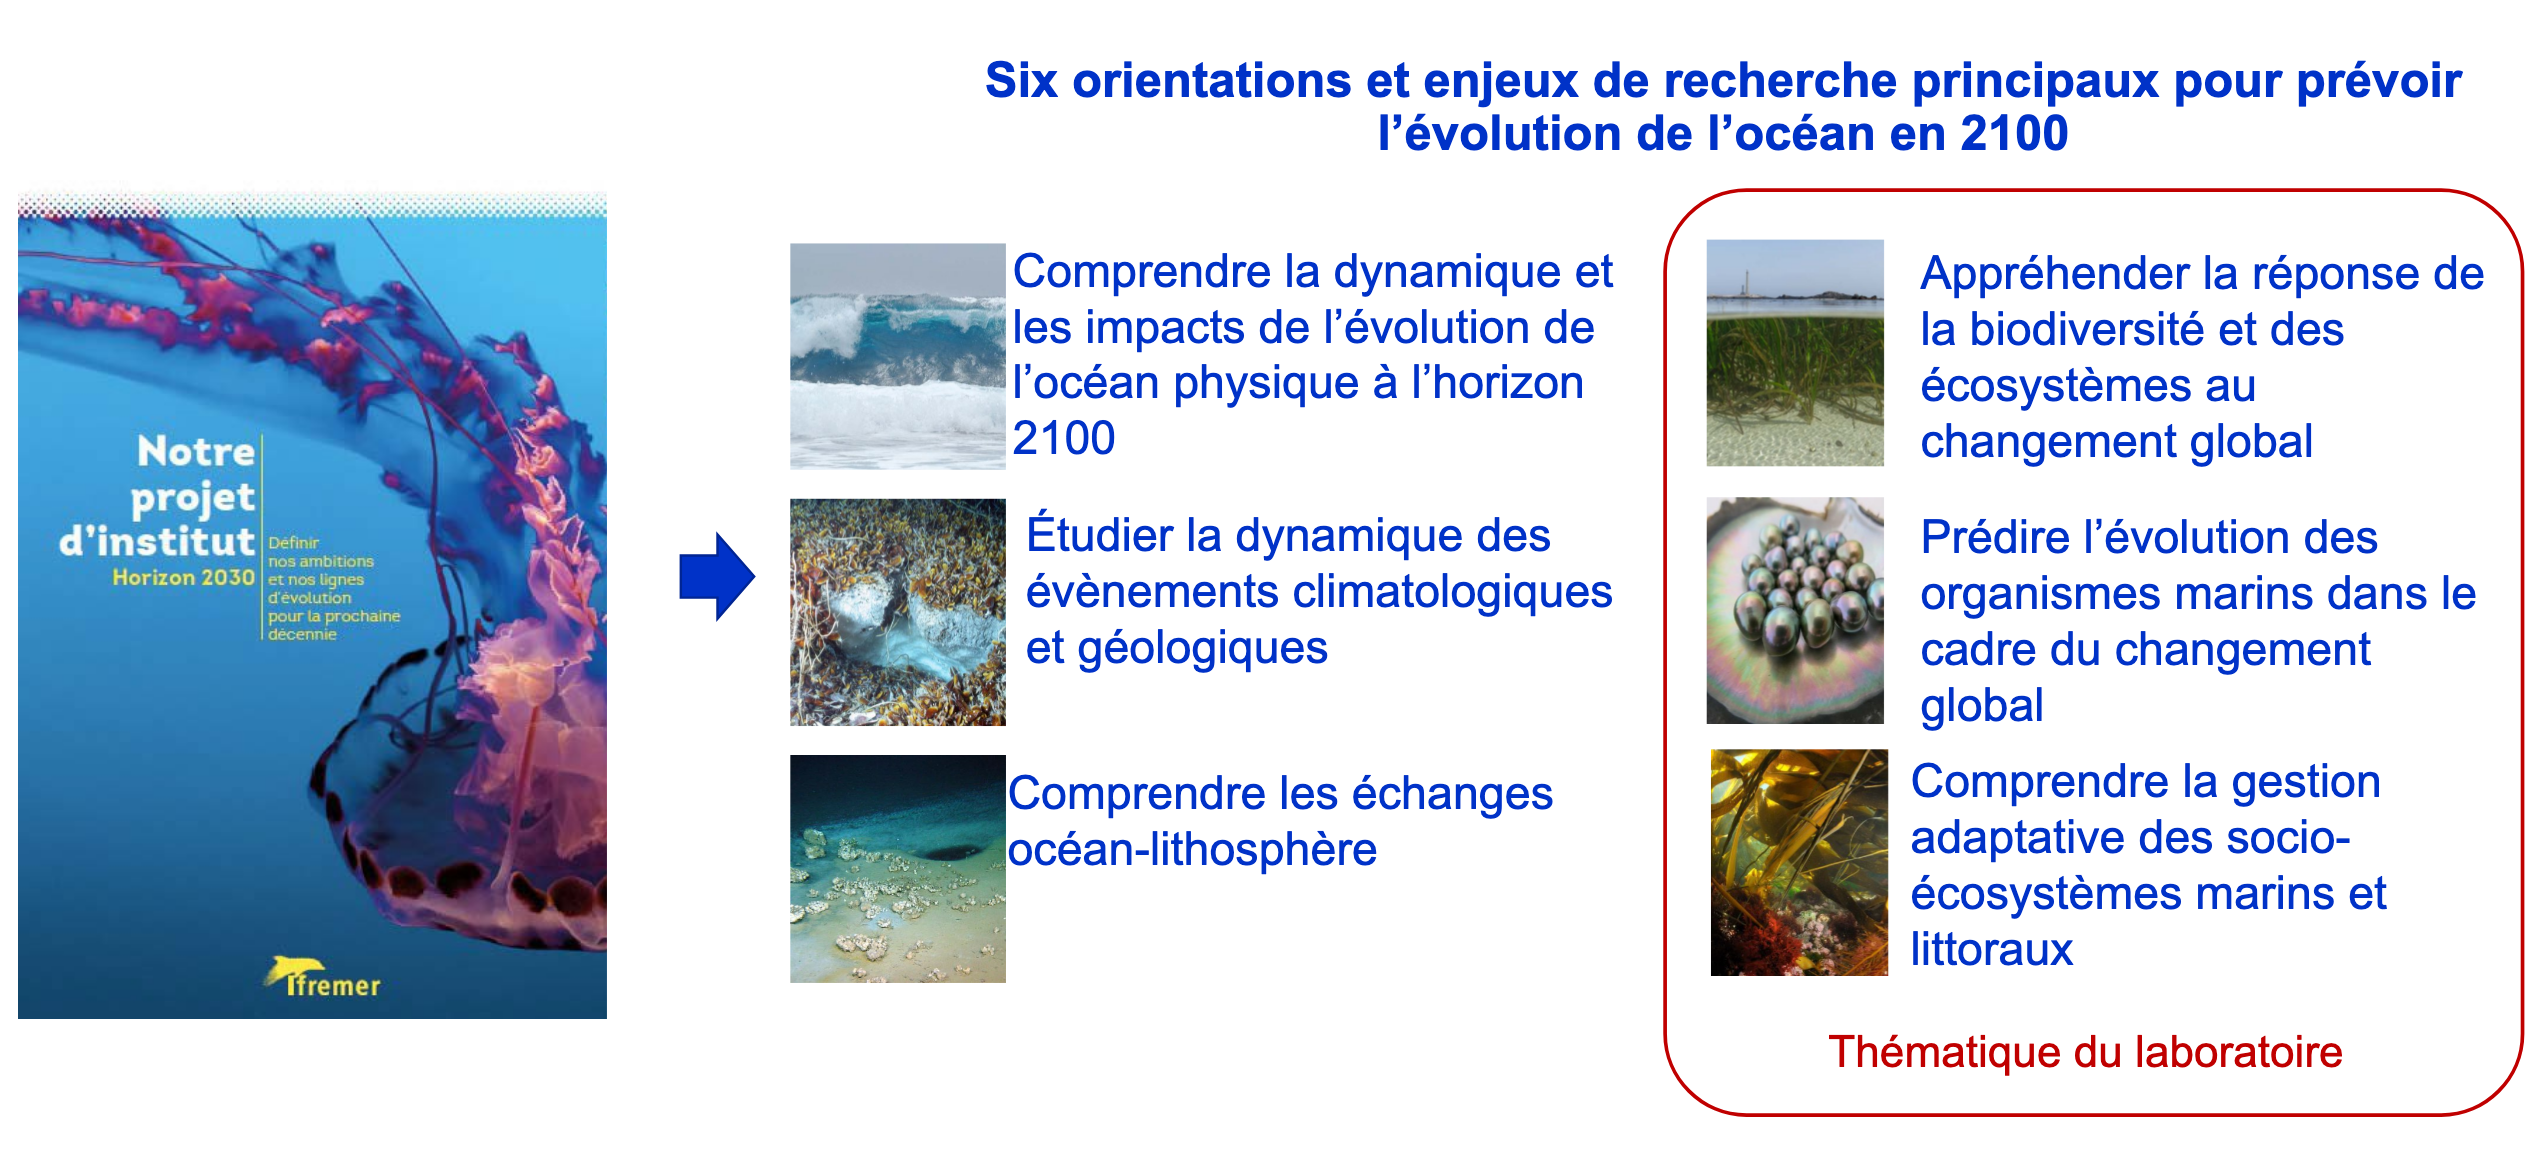 Six orientations et enjeux de recherche principaux pour prévoir
l’évolution de l’océan en 2100
Notre
projet
d’institut
Horizon 2030
Définir
nos ambitions
et nos lignes
d’évolution
pour la prochaine
décennie
Ifremer
Comprendre la dynamique et
les impacts de l’évolution de
l’océan physique à l’horizon
2100
Étudier la dynamique des
évènements climatologiques
et géologiques
Comprendre les échanges
océan-lithosphère
Appréhender la réponse de
la biodiversité et des
écosystèmes au
changement global
Prédire l’évolution des
organismes marins dans le
cadre du changement
global
Comprendre la gestion
adaptative des socio-
écosystèmes marins et
littoraux
Thématique du laboratoire